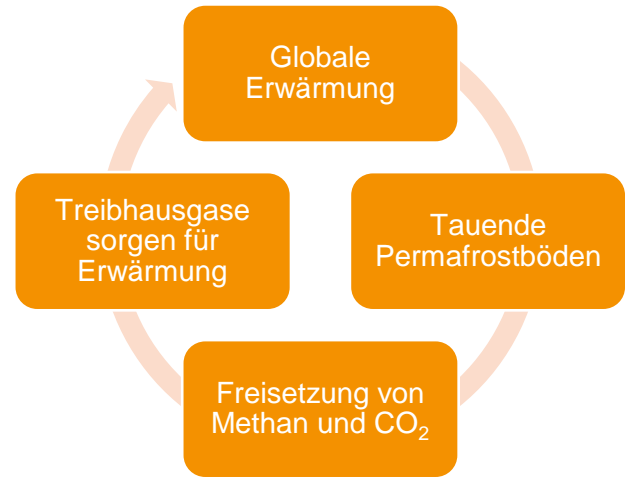 Globale
Erwärmung
Tauende
Permafrostböden
Freisetzung von
Methan und CO₂
Treibhausgase
sorgen für
Erwärmung